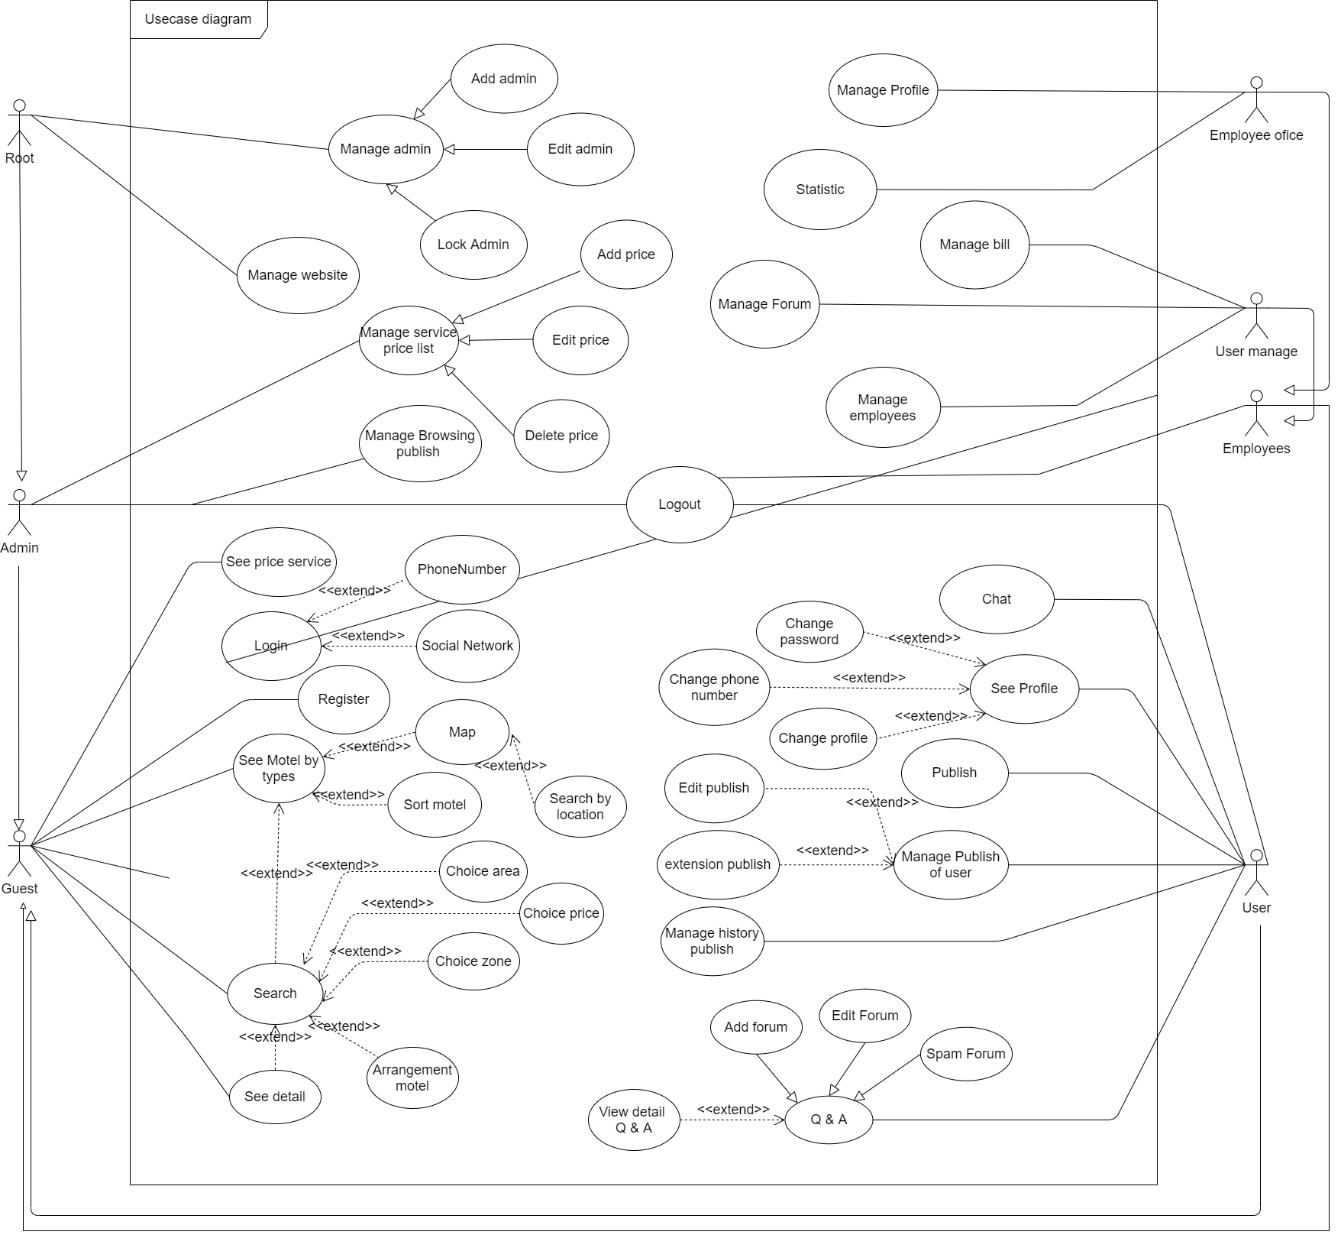 Usecase diagram
Add admin
Manage Profile
Root
Employee ofice
Manage admin
Edit admin
Statistic
Lock Admin
Manage bill
Add price
Manage website
Manage Forum
Manage service
price list
Edit price
User manage
Manage
employees
Manage Browsing
publish
Delete price
Employees
Logout
Admin
See price service
PhoneNumber
<<extend>>
Chat
Login
<<extend>>
Social Network
Change
password
<<extend>>
Change phone
number
<<extend>>
See Profile
Register
<<extend>>
Change profile
Map
<<extend>>
See Motel by
types
<<extend>>
Publish
<<extend>>
Sort motel
Search by
location
Edit publish
<<extend>>
<<extend>>
<<extend>>
Choice area
extension publish
<<extend>>
Manage Publish
of user
Guest
User
<<extend>>
Choice price
Manage history
publish
<<extend>>
Choice zone
Search
<<extend>>
<<extend>>
Add forum
Edit Forum
Spam Forum
Arrangement
motel
See detail
View detail
Q & A
<<extend>>
Q & A